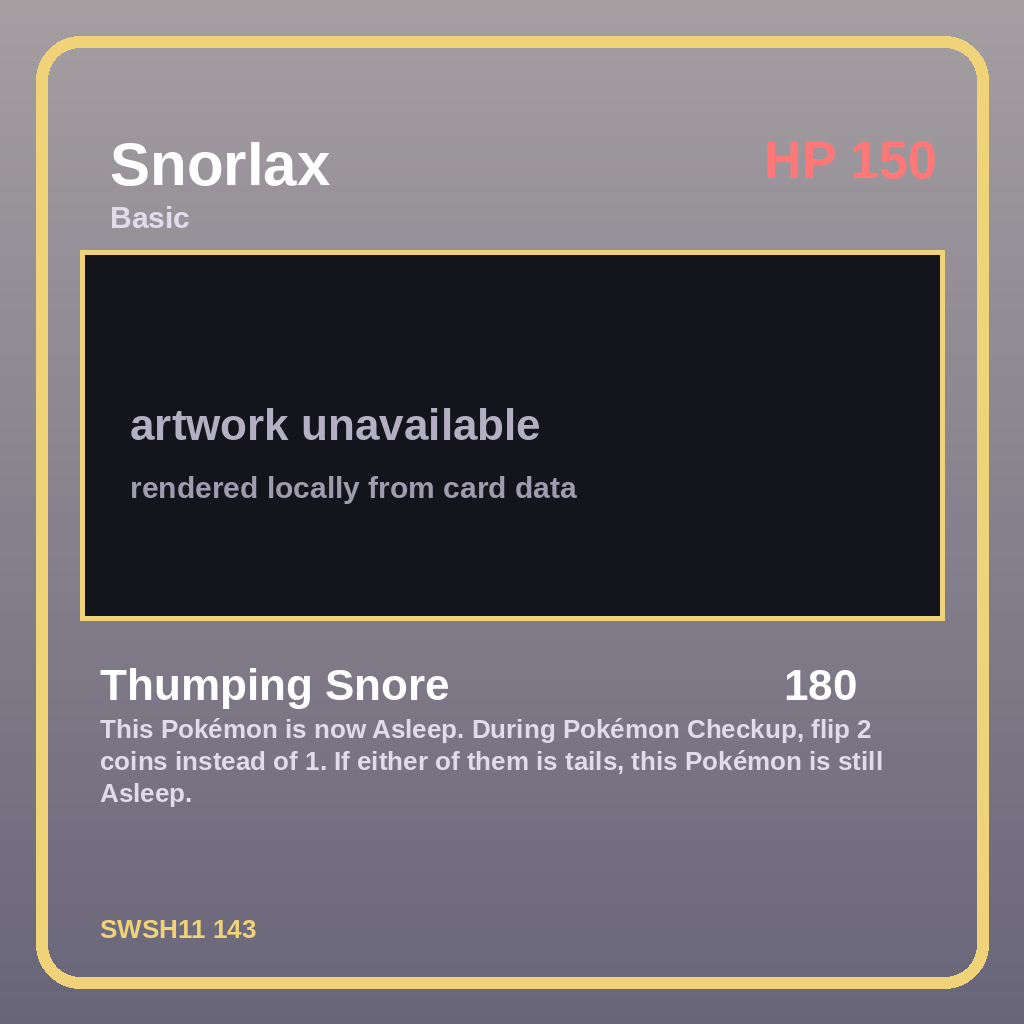 Snorlax
HP 150
Basic
artwork unavailable
rendered locally from card data
Thumping Snore 180
This Pokémon is now Asleep. During Pokémon Checkup, flip 2
coins instead of 1. If either of them is tails, this Pokémon is still
Asleep.
SWSH11 143